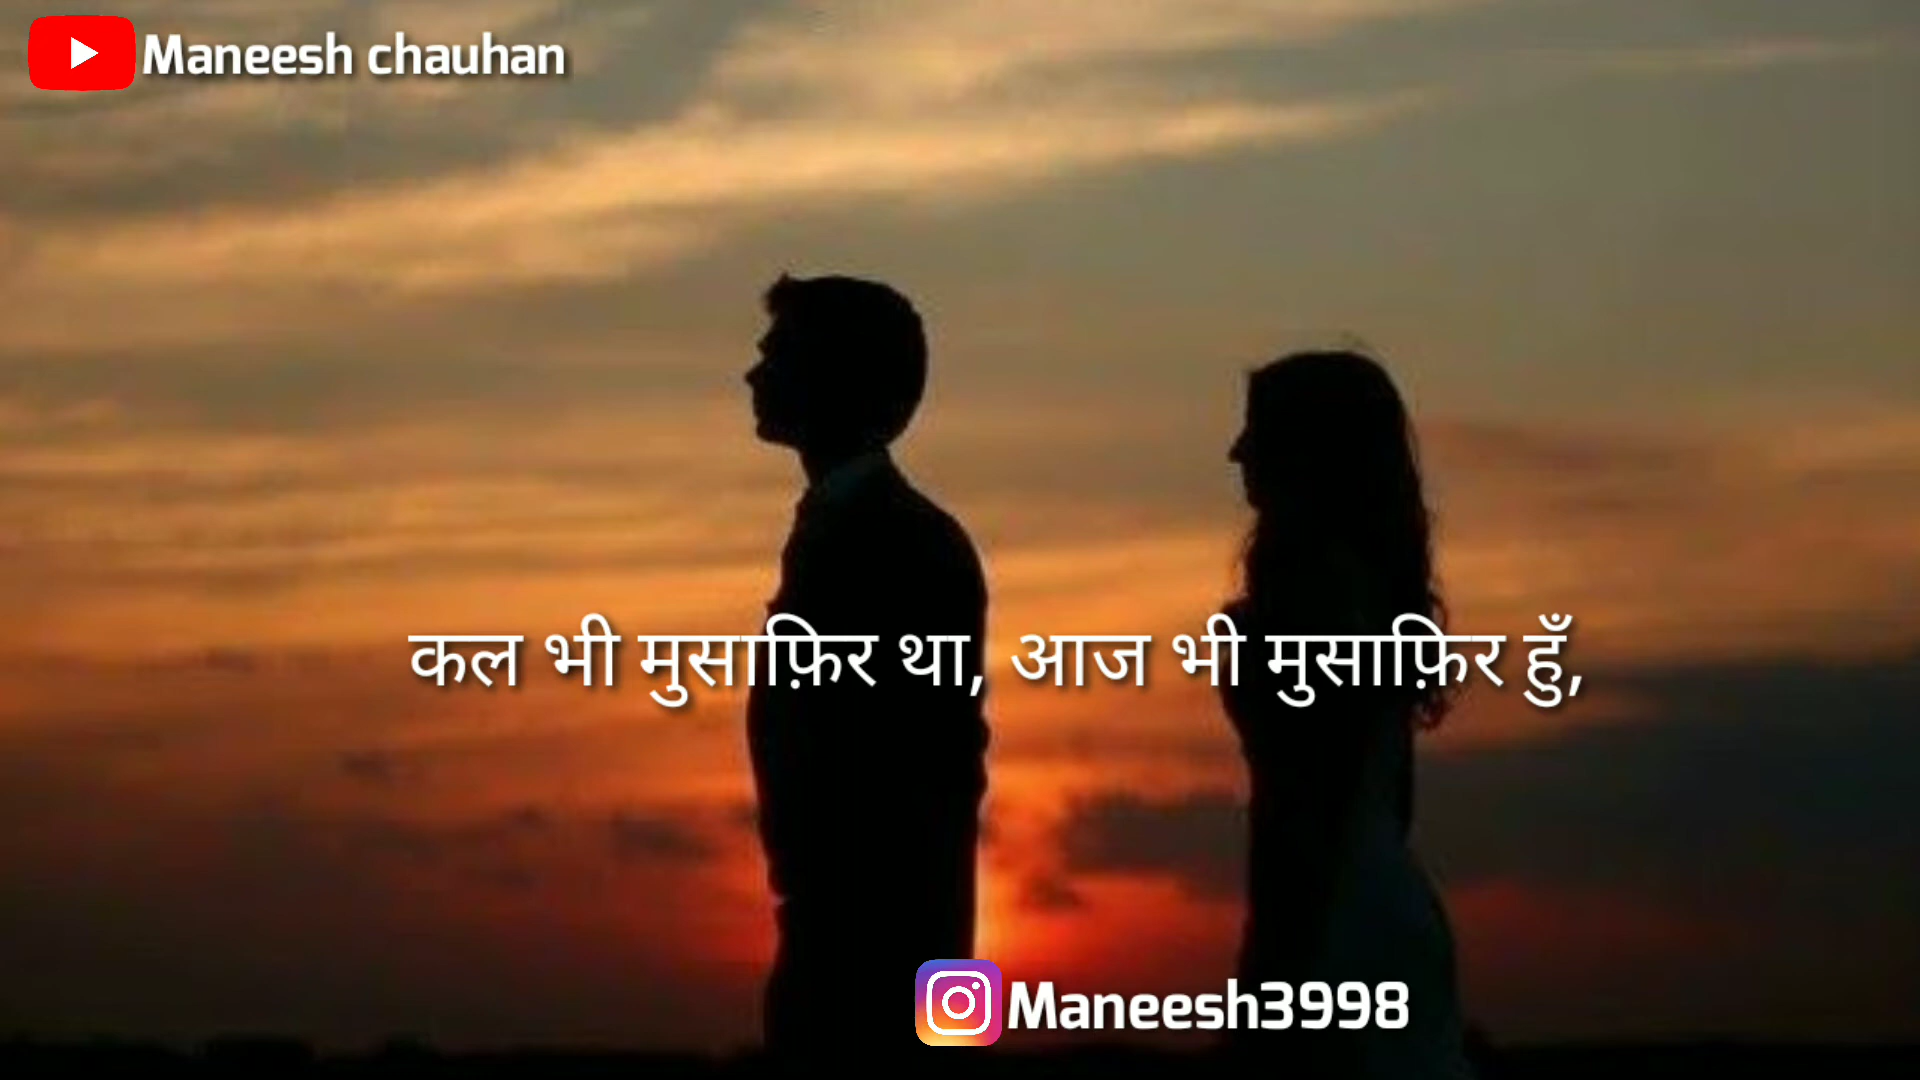 Maneesh chauhan
कल भी मुसाफ़िर था, आज भी मुसाफ़िर हुँ,
Maneesh3998